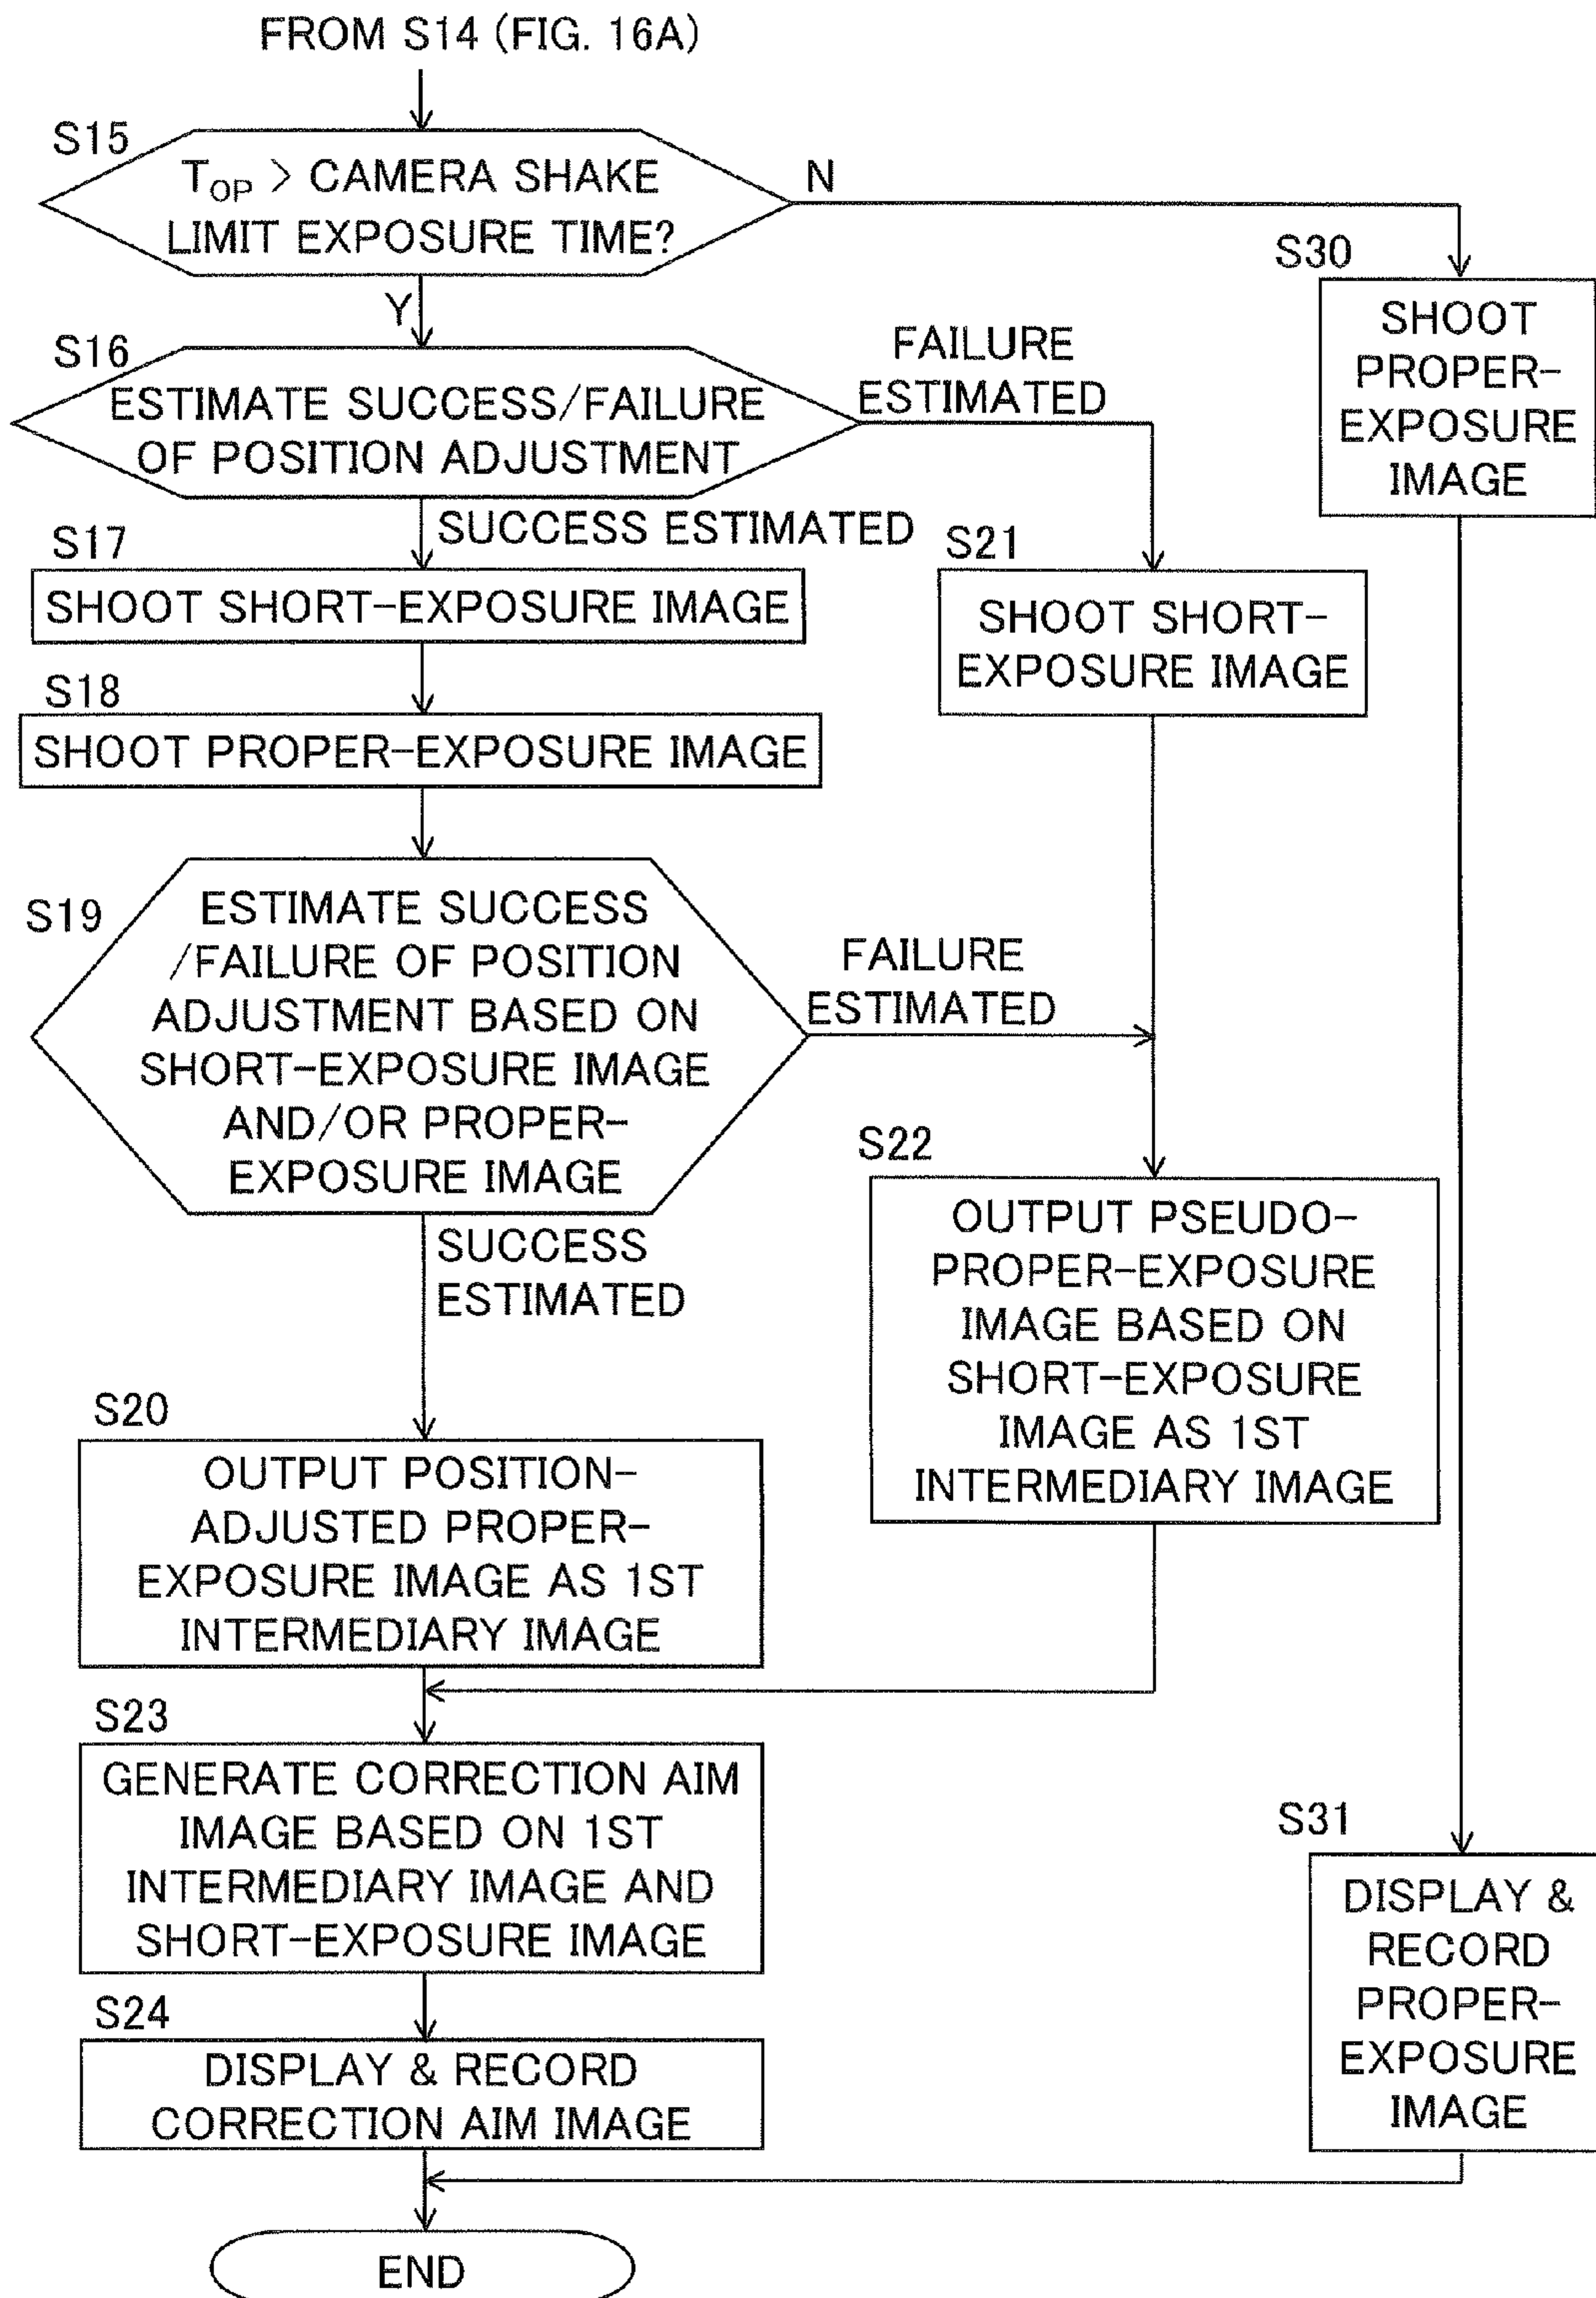 FROM S14 (FIG. 16A)
S15
T_OP > CAMERA SHAKE
LIMIT EXPOSURE TIME?
N
Y
S30
SHOOT
PROPER-
EXPOSURE
IMAGE
S16
ESTIMATE SUCCESS/FAILURE
OF POSITION ADJUSTMENT
FAILURE
ESTIMATED
SUCCESS ESTIMATED
S17
SHOOT SHORT-EXPOSURE IMAGE
S21
SHOOT SHORT-
EXPOSURE IMAGE
S18
SHOOT PROPER-EXPOSURE IMAGE
S19
ESTIMATE SUCCESS
/FAILURE OF POSITION
ADJUSTMENT BASED ON
SHORT-EXPOSURE IMAGE
AND/OR PROPER-
EXPOSURE IMAGE
FAILURE
ESTIMATED
SUCCESS
ESTIMATED
S22
OUTPUT PSEUDO-
PROPER-EXPOSURE
IMAGE BASED ON
SHORT-EXPOSURE
IMAGE AS 1ST
INTERMEDIARY IMAGE
S20
OUTPUT POSITION-
ADJUSTED PROPER-
EXPOSURE IMAGE AS 1ST
INTERMEDIARY IMAGE
S23
GENERATE CORRECTION AIM
IMAGE BASED ON 1ST
INTERMEDIARY IMAGE AND
SHORT-EXPOSURE IMAGE
S31
DISPLAY &
RECORD
PROPER-
EXPOSURE
IMAGE
S24
DISPLAY & RECORD
CORRECTION AIM IMAGE
END